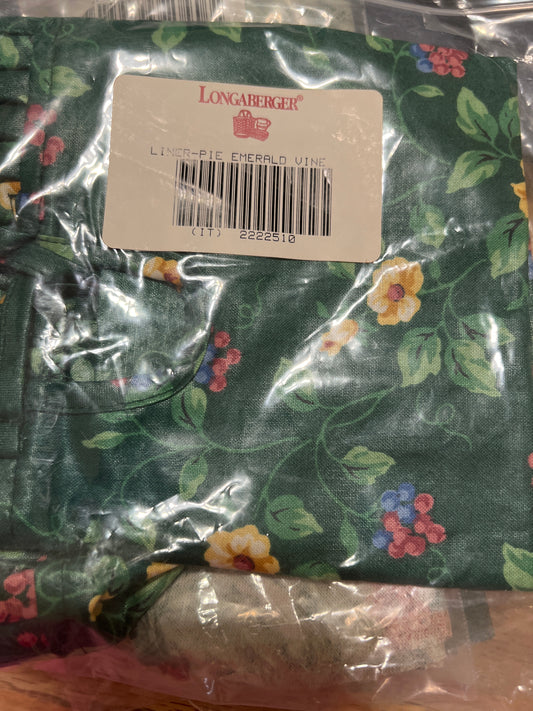 LONGABERGER®
LINER-PIE EMERALD VINE
(IT) 2222510